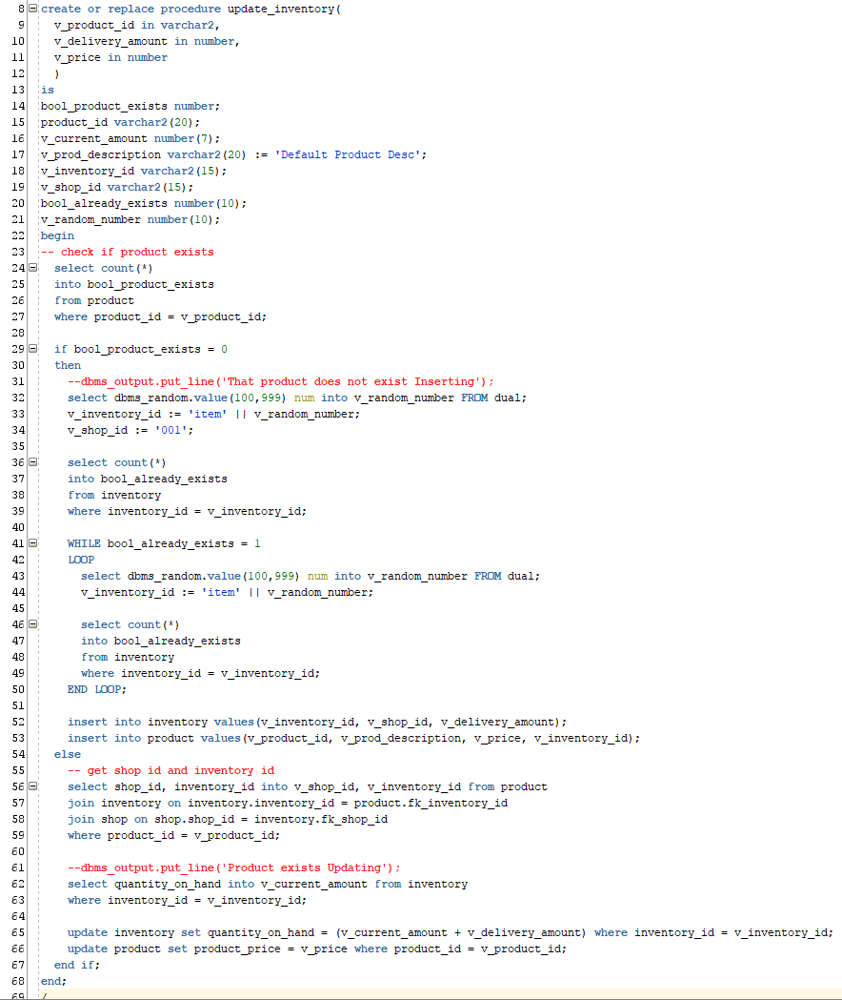 8 create or replace procedure update_inventory(
9 v_product_id in varchar2,
10 v_delivery_amount in number,
11 v_price in number
12 )
13 is
14 bool_product_exists number;
15 product_id varchar2(20);
16 v_current_amount number(7);
17 v_prod_description varchar2(20) := 'Default Product Desc';
18 v_inventory_id varchar2(15);
19 v_shop_id varchar2(15);
20 bool_already_exists number(10);
21 v_random_number number(10);
22 begin
23 -- check if product exists
24 select count(*)
25 into bool_product_exists
26 from product
27 where product_id = v_product_id;
28
29 if bool_product_exists = 0
30 then
31 --dbms_output.put_line('That product does not exist Inserting');
32 select dbms_random.value(100,999) num into v_random_number FROM dual;
33 v_inventory_id := 'item' || v_random_number;
34 v_shop_id := '001';
35
36 select count(*)
37 into bool_already_exists
38 from inventory
39 where inventory_id = v_inventory_id;
40
41 WHILE bool_already_exists = 1
42 LOOP
43 select dbms_random.value(100,999) num into v_random_number FROM dual;
44 v_inventory_id := 'item' || v_random_number;
45
46 select count(*)
47 into bool_already_exists
48 from inventory
49 where inventory_id = v_inventory_id;
50 END LOOP;
51
52 insert into inventory values(v_inventory_id, v_shop_id, v_delivery_amount);
53 insert into product values(v_product_id, v_prod_description, v_price, v_inventory_id);
54 else
55 -- get shop id and inventory id
56 select shop_id, inventory_id into v_shop_id, v_inventory_id from product
57 join inventory on inventory.inventory_id = product.fk_inventory_id
58 join shop on shop.shop_id = inventory.fk_shop_id
59 where product_id = v_product_id;
60
61 --dbms_output.put_line('Product exists Updating');
62 select quantity_on_hand into v_current_amount from inventory
63 where inventory_id = v_inventory_id;
64
65 update inventory set quantity_on_hand = (v_current_amount + v_delivery_amount) where inventory_id = v_inventory_id;
66 update product set product_price = v_price where product_id = v_product_id;
67 end if;
68 end;
69 /